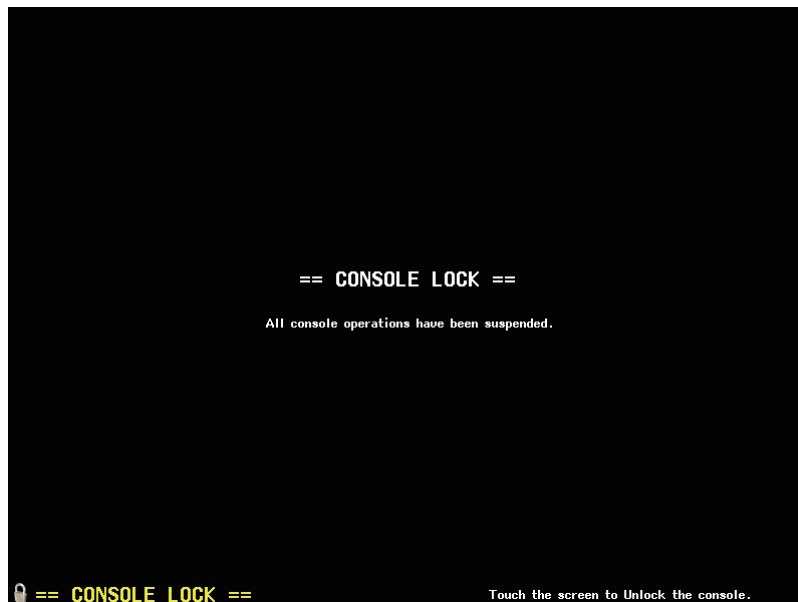 == CONSOLE LOCK ==
All console operations have been suspended.
== CONSOLE LOCK ==
Touch the screen to Unlock the console.